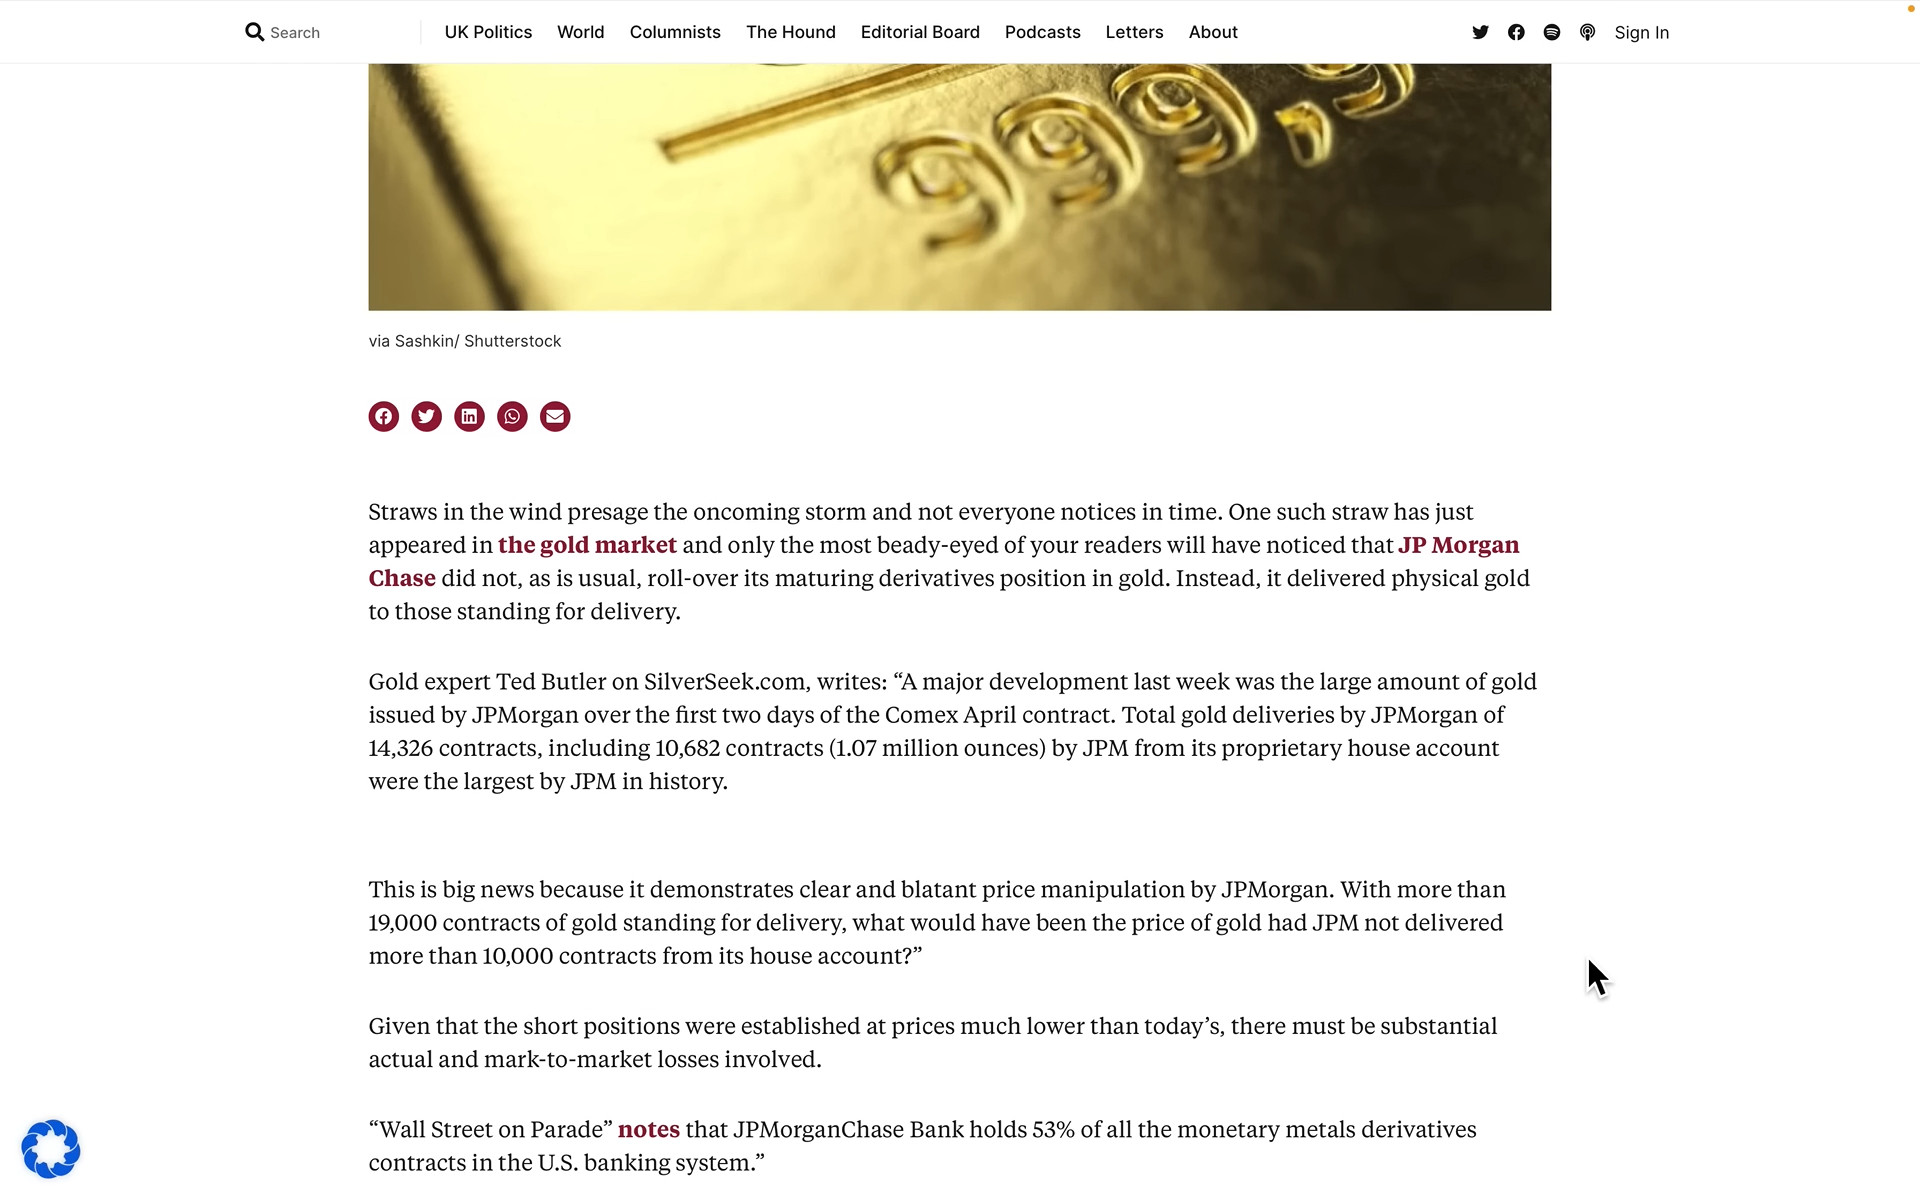 Search
UK Politics
World
Columnists
The Hound
Editorial Board
Podcasts
Letters
About
Sign In
999,9
via Sashkin/ Shutterstock
Straws in the wind presage the oncoming storm and not everyone notices in time. One such straw has just
appeared in the gold market and only the most beady-eyed of your readers will have noticed that JP Morgan
Chase did not, as is usual, roll-over its maturing derivatives position in gold. Instead, it delivered physical gold
to those standing for delivery.
Gold expert Ted Butler on SilverSeek.com, writes: “A major development last week was the large amount of gold
issued by JPMorgan over the first two days of the Comex April contract. Total gold deliveries by JPMorgan of
14,326 contracts, including 10,682 contracts (1.07 million ounces) by JPM from its proprietary house account
were the largest by JPM in history.
This is big news because it demonstrates clear and blatant price manipulation by JPMorgan. With more than
19,000 contracts of gold standing for delivery, what would have been the price of gold had JPM not delivered
more than 10,000 contracts from its house account?”
Given that the short positions were established at prices much lower than today’s, there must be substantial
actual and mark-to-market losses involved.
“Wall Street on Parade” notes that JPMorganChase Bank holds 53% of all the monetary metals derivatives
contracts in the U.S. banking system.”